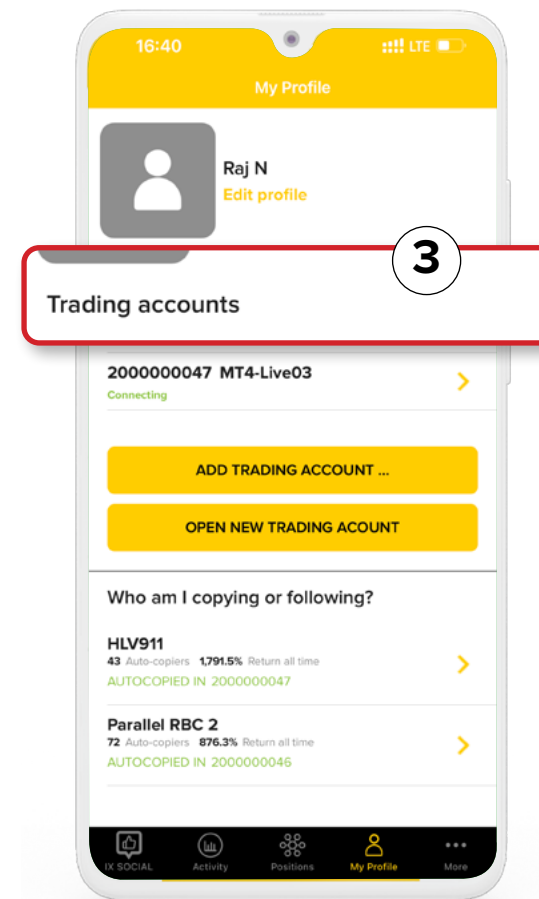 16:40
LTE
My Profile
Raj N
Edit profile
3
Trading accounts
2000000047 MT4-Live03
Connecting
ADD TRADING ACCOUNT ...
OPEN NEW TRADING ACOUNT
Who am I copying or following?
HLV911
43 Auto-copiers 1,791.5% Return all time
AUTOCOPIED IN 2000000047
Parallel RBC 2
72 Auto-copiers 876.3% Return all time
AUTOCOPIED IN 2000000046
IX SOCIAL Activity Positions My Profile More